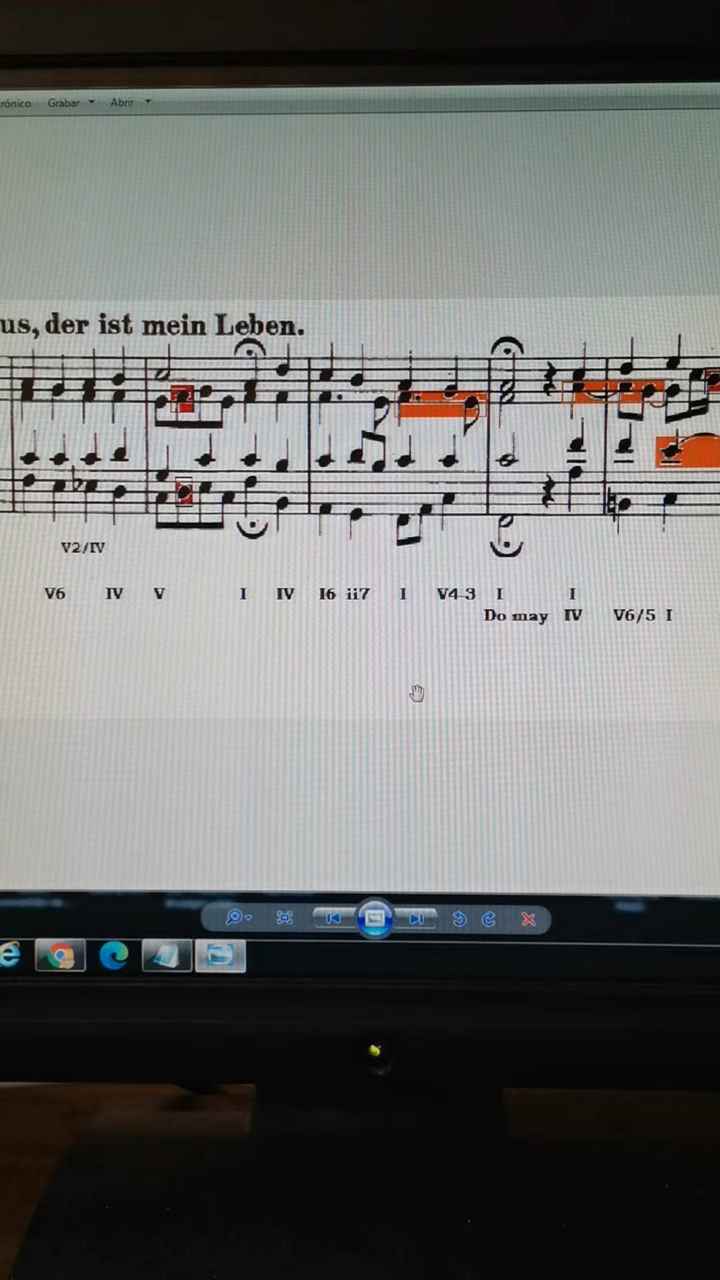 rónico Grabar Abrir
us, der ist mein Leben.
V2/IV
V6 IV V I IV I6 ii7 I V4-3 I I
Do may IV V6/5 I